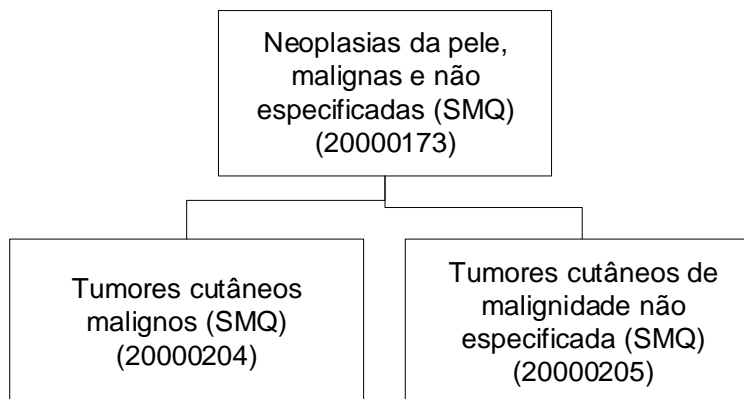 Neoplasias da pele,
malignas e não
especificadas (SMQ)
(20000173)
Tumores cutâneos
malignos (SMQ)
(20000204)
Tumores cutâneos de
malignidade não
especificada (SMQ)
(20000205)